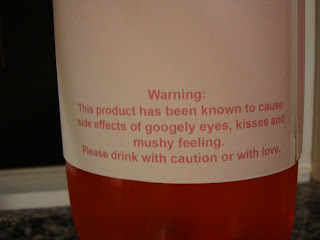 Warning:
This product has been known to cause
side effects of googely eyes, kisses and
mushy feeling.
Please drink with caution or with love.